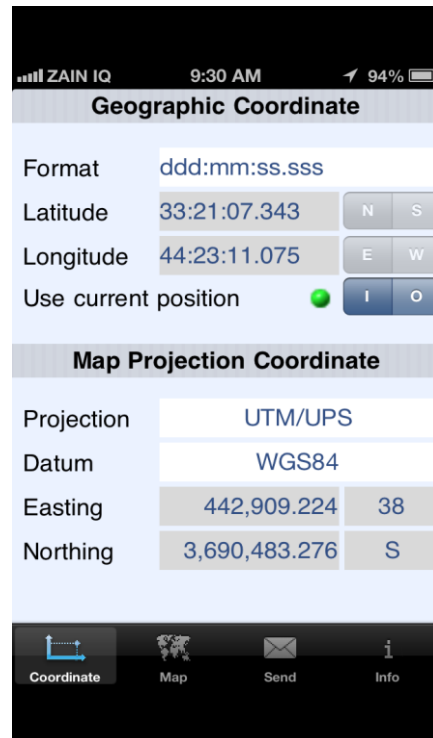 ZAIN IQ 9:30 AM 94%
Geographic Coordinate
Format ddd:mm:ss.sss
Latitude 33:21:07.343 N S
Longitude 44:23:11.075 E W
Use current position I O
Map Projection Coordinate
Projection UTM/UPS
Datum WGS84
Easting 442,909.224 38
Northing 3,690,483.276 S
Coordinate Map Send Info